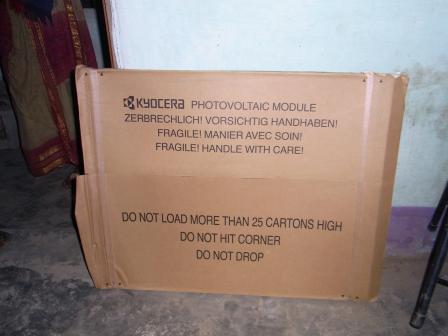 KYOCERA PHOTOVOLTAIC MODULE
ZERBRECHLICH! VORSICHTIG HANDHABEN!
FRAGILE! MANIER AVEC SOIN!
FRAGILE! HANDLE WITH CARE!
DO NOT LOAD MORE THAN 25 CARTONS HIGH
DO NOT HIT CORNER
DO NOT DROP